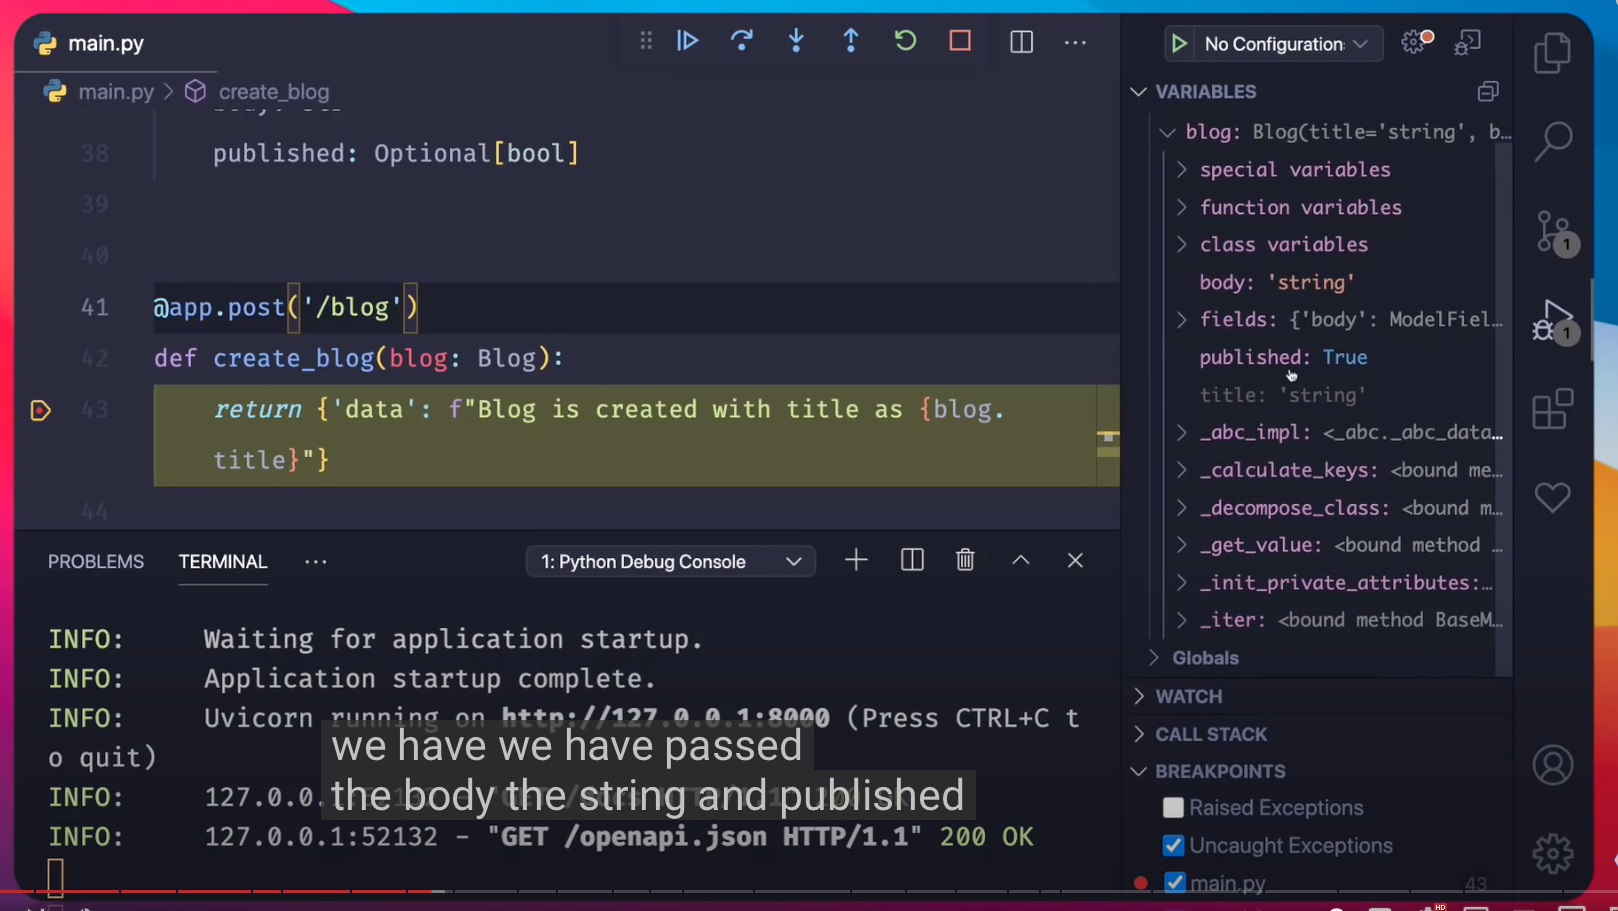 main.py
No Configuration
main.py > create_blog
VARIABLES
blog: Blog(title='string', b…
38 published: Optional[bool]
special variables
39
function variables
40
class variables
body: 'string'
41 @app.post('/blog')
fields: {'body': ModelFiel…
42 def create_blog(blog: Blog):
published: True
title: 'string'
43 return {'data': f"Blog is created with title as {blog.
title}"}
_abc_impl: <_abc._abc_data…
_calculate_keys: <bound me…
44
_decompose_class: <bound m…
_get_value: <bound method …
_init_private_attributes:…
_iter: <bound method BaseM…
Globals
PROBLEMS TERMINAL ··· 1: Python Debug Console
INFO: Waiting for application startup.
INFO: Application startup complete.
INFO: Uvicorn running on http://127.0.0.1:8000 (Press CTRL+C t
o quit)
we have we have passed
the body the string and published
INFO: 127.0.0.
INFO: 127.0.0.1:52132 - "GET /openapi.json HTTP/1.1" 200 OK
WATCH
CALL STACK
BREAKPOINTS
Raised Exceptions
Uncaught Exceptions
main.py 43
1
1
HD